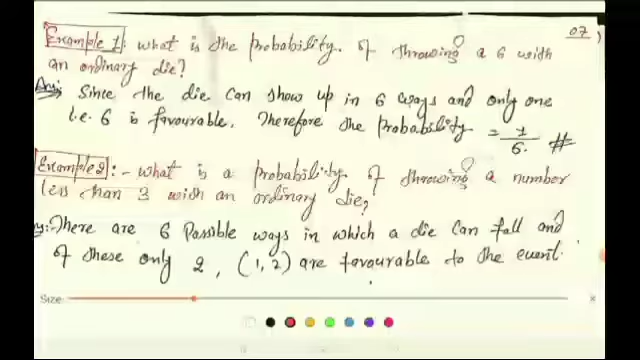 07
Example 1: What is the Probability of throwing a 6 with
an ordinary die?
Ans: Since the die can show up in 6 ways and only one
i.e. 6 is favourable. Therefore the Probability = 1/6. #
Example 2: - What is a Probability of throwing a number
less than 3 with an ordinary die?
There are 6 Possible ways in which a die can fall and
of these only 2, (1, 2) are favourable to the event.
Size: